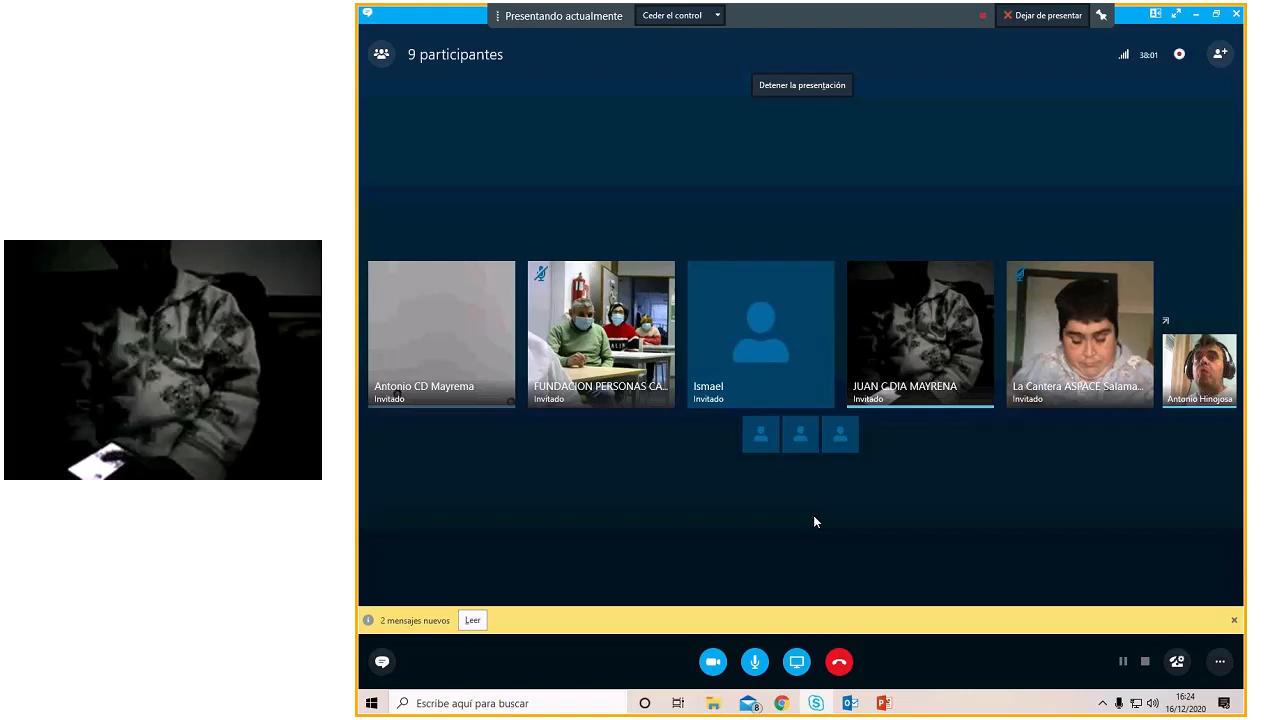 Presentando actualmente
Ceder el control
Dejar de presentar
9 participantes
38:01
Detener la presentación
Antonio CD Mayrema
Invitado
FUNDACION PERSONAS CA...
Invitado
Ismael
Invitado
JUAN C.DIA MAYRENA
Invitado
La Cantera ASPACE Salama...
Invitado
Antonio Hinojosa
2 mensajes nuevos
Leer
Escribe aquí para buscar
8
16:24
16/12/2020